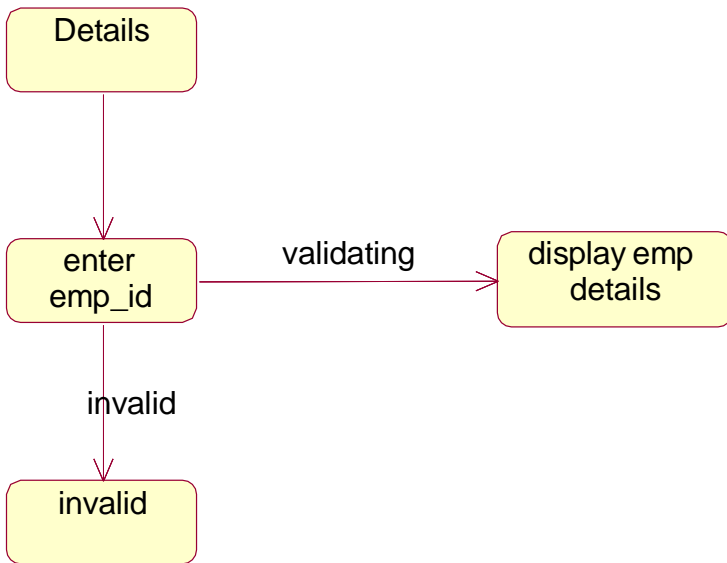 Details
enter
emp_id
validating
display emp
details
invalid
invalid